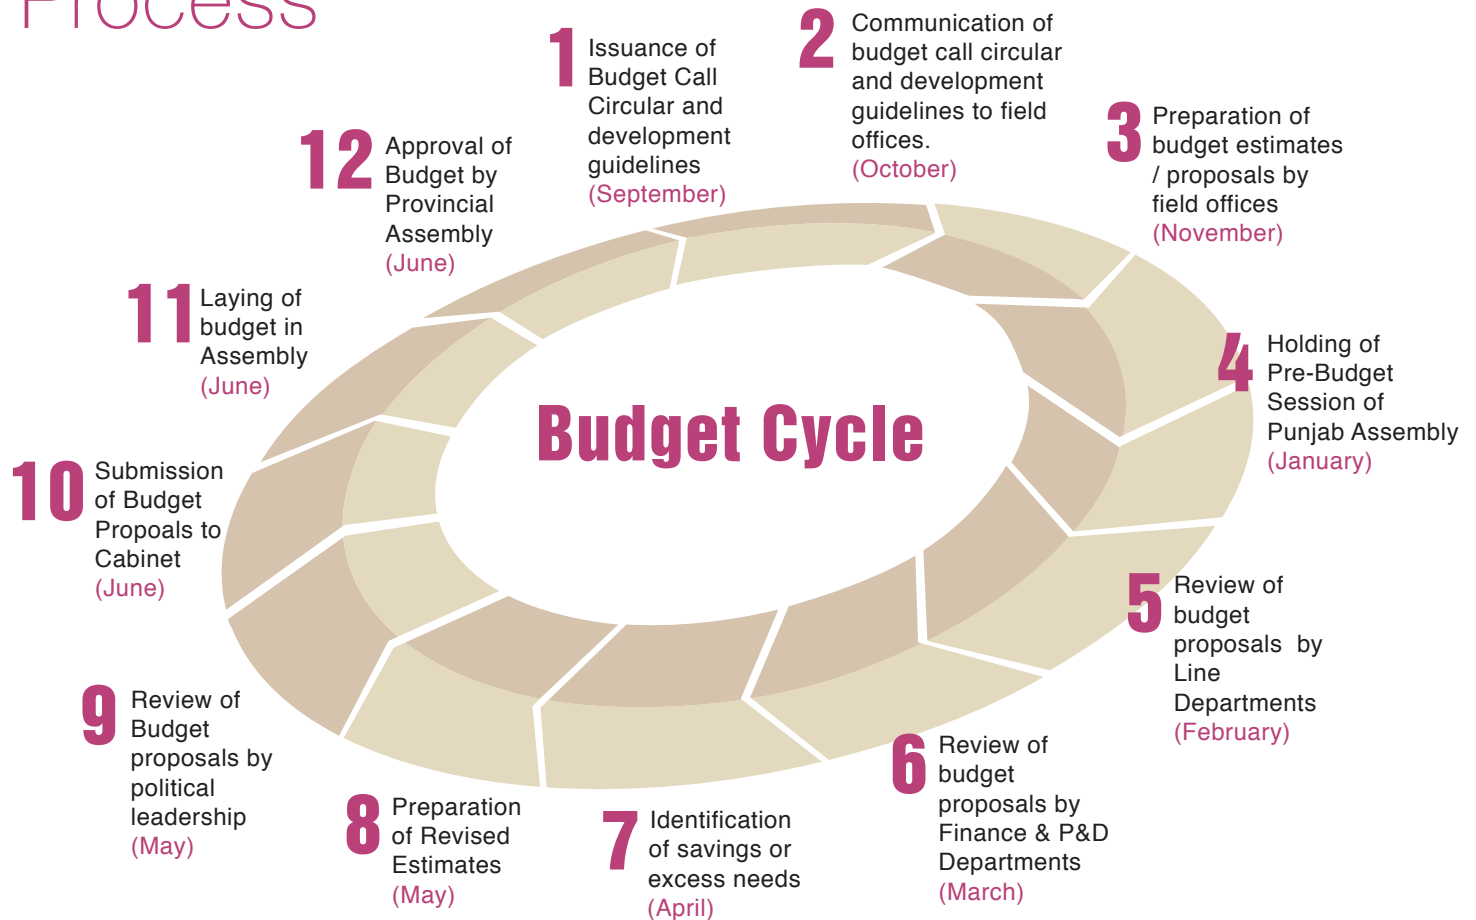 Process
1
Issuance of
Budget Call
Circular and
development
guidelines
(September)
2
Communication of
budget call circular
and development
guidelines to field
offices.
(October)
3
Preparation of
budget estimates
/ proposals by
field offices
(November)
4
Holding of
Pre-Budget
Session of
Punjab Assembly
(January)
5
Review of
budget
proposals by
Line
Departments
(February)
6
Review of
budget
proposals by
Finance & P&D
Departments
(March)
7
Identification
of savings or
excess needs
(April)
8
Preparation
of Revised
Estimates
(May)
9
Review of
Budget
proposals by
political
leadership
(May)
10
Submission
of Budget
Propoals to
Cabinet
(June)
11
Laying of
budget in
Assembly
(June)
12
Approval of
Budget by
Provincial
Assembly
(June)
Budget Cycle